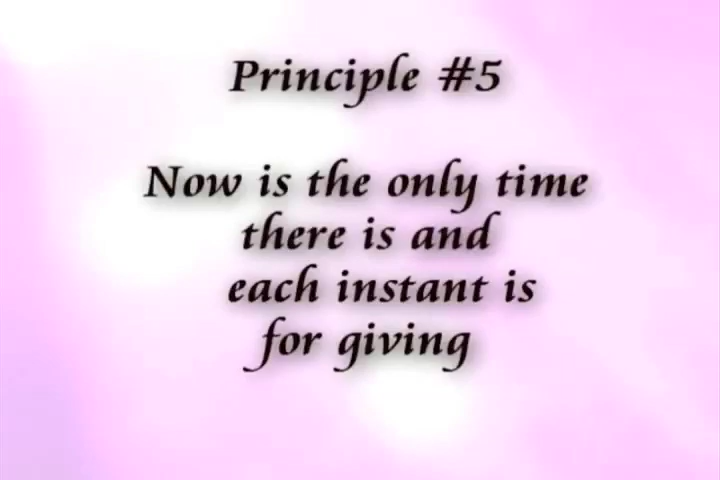 Principle #5
Now is the only time
there is and
each instant is
for giving